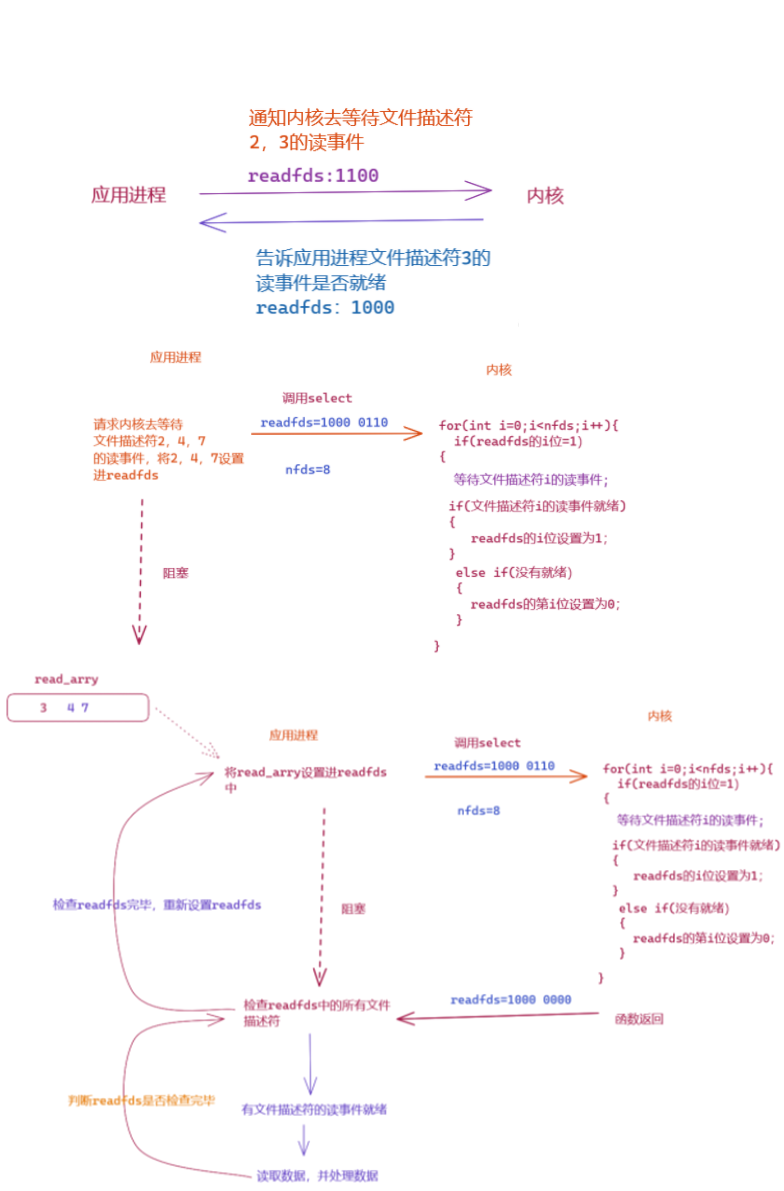 通知内核去等待文件描述符
2，3的读事件
readfds:1100
应用进程
内核
告诉应用进程文件描述符3的
读事件是否就绪
readfds：1000
应用进程
内核
调用select
请求内核去等待
文件描述符2，4，7
的读事件，将2，4，7设置
进readfds
readfds=1000 0110
nfds=8
for(int i=0;i<nfds;i++){
if(readfds的i位=1)
{
等待文件描述符i的读事件;
if(文件描述符i的读事件就绪)
{
readfds的i位设置为1;
}
else if(没有就绪)
{
readfds的第i位设置为0;
}
}
阻塞
read_arry
3 4 7
应用进程
内核
调用select
将read_arry设置进readfds
中
readfds=1000 0110
nfds=8
for(int i=0;i<nfds;i++){
if(readfds的i位=1)
{
等待文件描述符i的读事件;
if(文件描述符i的读事件就绪)
{
readfds的i位设置为1;
}
else if(没有就绪)
{
readfds的第i位设置为0;
}
}
检查readfds完毕，重新设置readfds
阻塞
检查readfds中的所有文件
描述符
readfds=1000 0000
函数返回
判断readfds是否检查完毕
有文件描述符的读事件就绪
读取数据，并处理数据